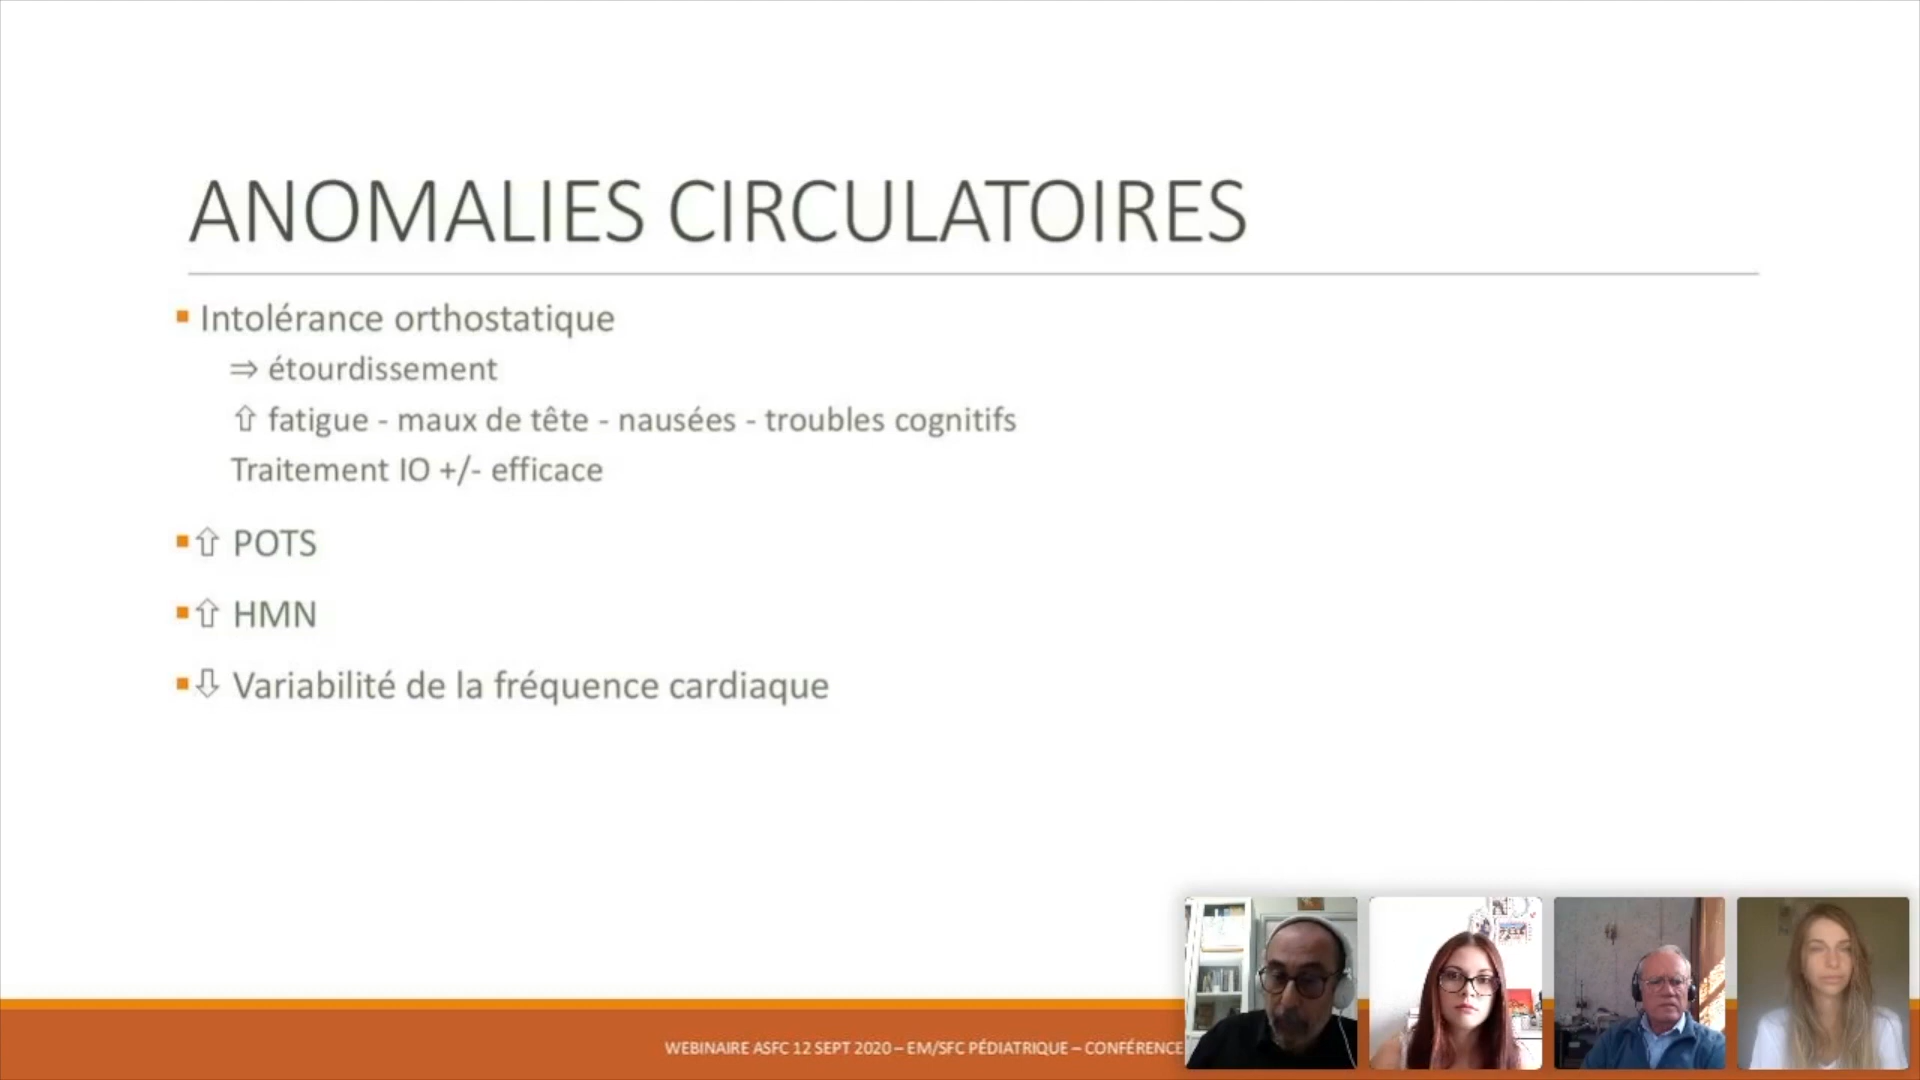 ANOMALIES CIRCULATOIRES
▪ Intolérance orthostatique
⇒ étourdissement
⇧ fatigue - maux de tête - nausées - troubles cognitifs
Traitement IO +/- efficace
▪ ⇧ POTS
▪ ⇧ HMN
▪ ⇩ Variabilité de la fréquence cardiaque
WEBINAIRE ASFC 12 SEPT 2020 – EM/SFC PÉDIATRIQUE – CONFÉRENCE